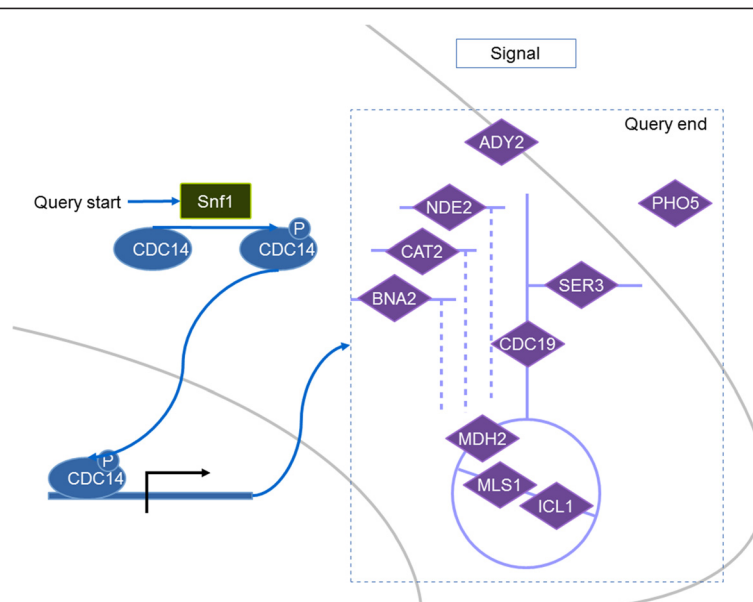 Signal
Query end
ADY2
Query start
Snf1
NDE2
PHO5
P
CDC14
CDC14
CAT2
SER3
BNA2
CDC19
MDH2
P
CDC14
MLS1
ICL1